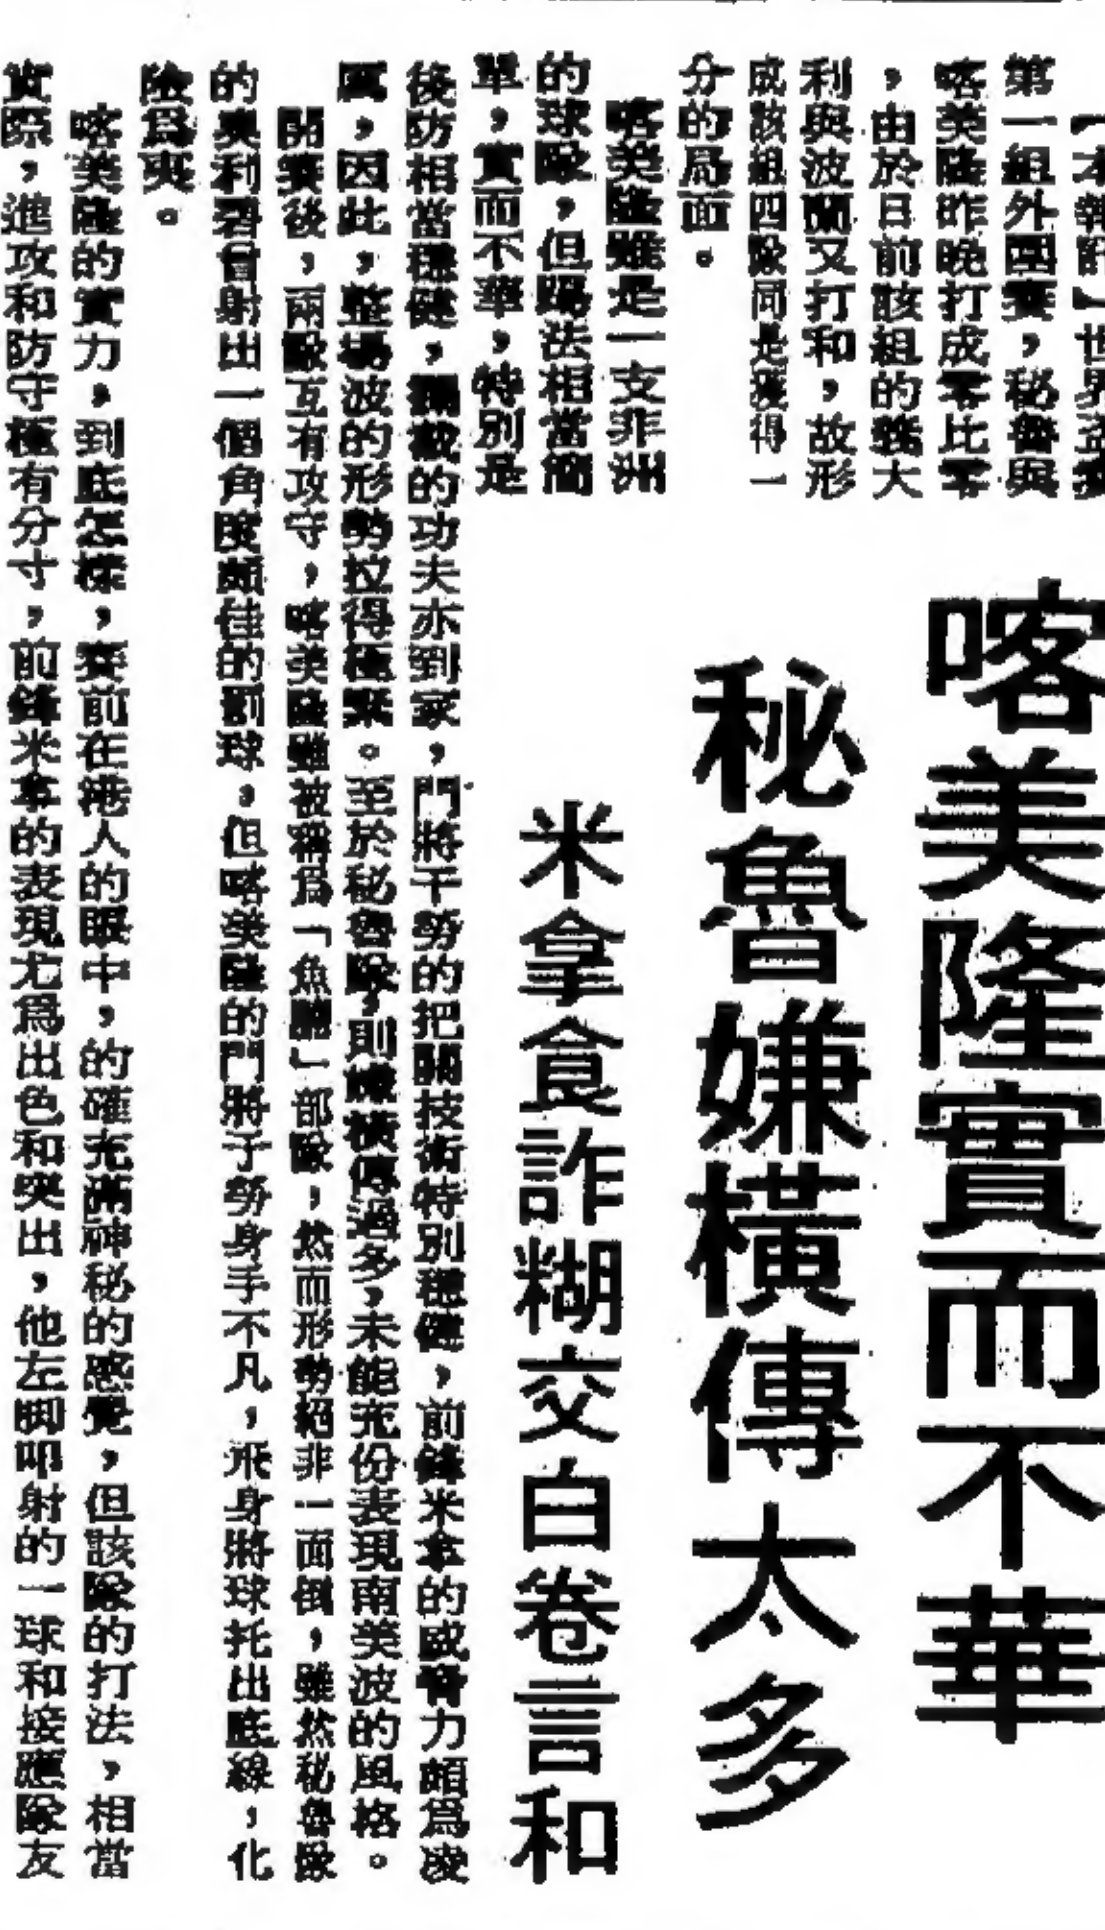 喀美隆實而不華
秘魯嫌橫傳太多
米拿食詐糊交白卷言和
【本報訊】世界盃
第一組外圍賽，秘魯與
喀美隆昨晚打成零比零
，由於日前該組的義大
利與波蘭又打和，故形
成該組四隊同是獲得一
分的局面。
喀美隆雖是一支非洲
的球隊，但踢法相當簡
單，實而不華，特別是
後防相當穩健，攔截的功夫亦到家，門將干勞的把關技術特別穩健，前鋒米拿的威脅力頗為凌
厲，因此，整場波的形勢拉得極緊。至於秘魯隊，則嫌橫傳過多，未能充份表現南美波的風格。
開賽後，兩隊互有攻守，喀美隆雖被稱為「魚腩」部隊，然而形勢絕非一面倒，雖然秘魯隊
的奧利碧曾射出一個角度頗佳的罰球，但喀美隆的門將干勞身手不凡，飛身將球托出底線，化
險為夷。
喀美隆的實力，到底怎樣，賽前在港人的眼中，的確充滿神秘的感覺，但該隊的打法，相當
實際，進攻和防守極有分寸，前鋒米拿的表現尤為出色和突出，他左脚叩射的一球和接應隊友